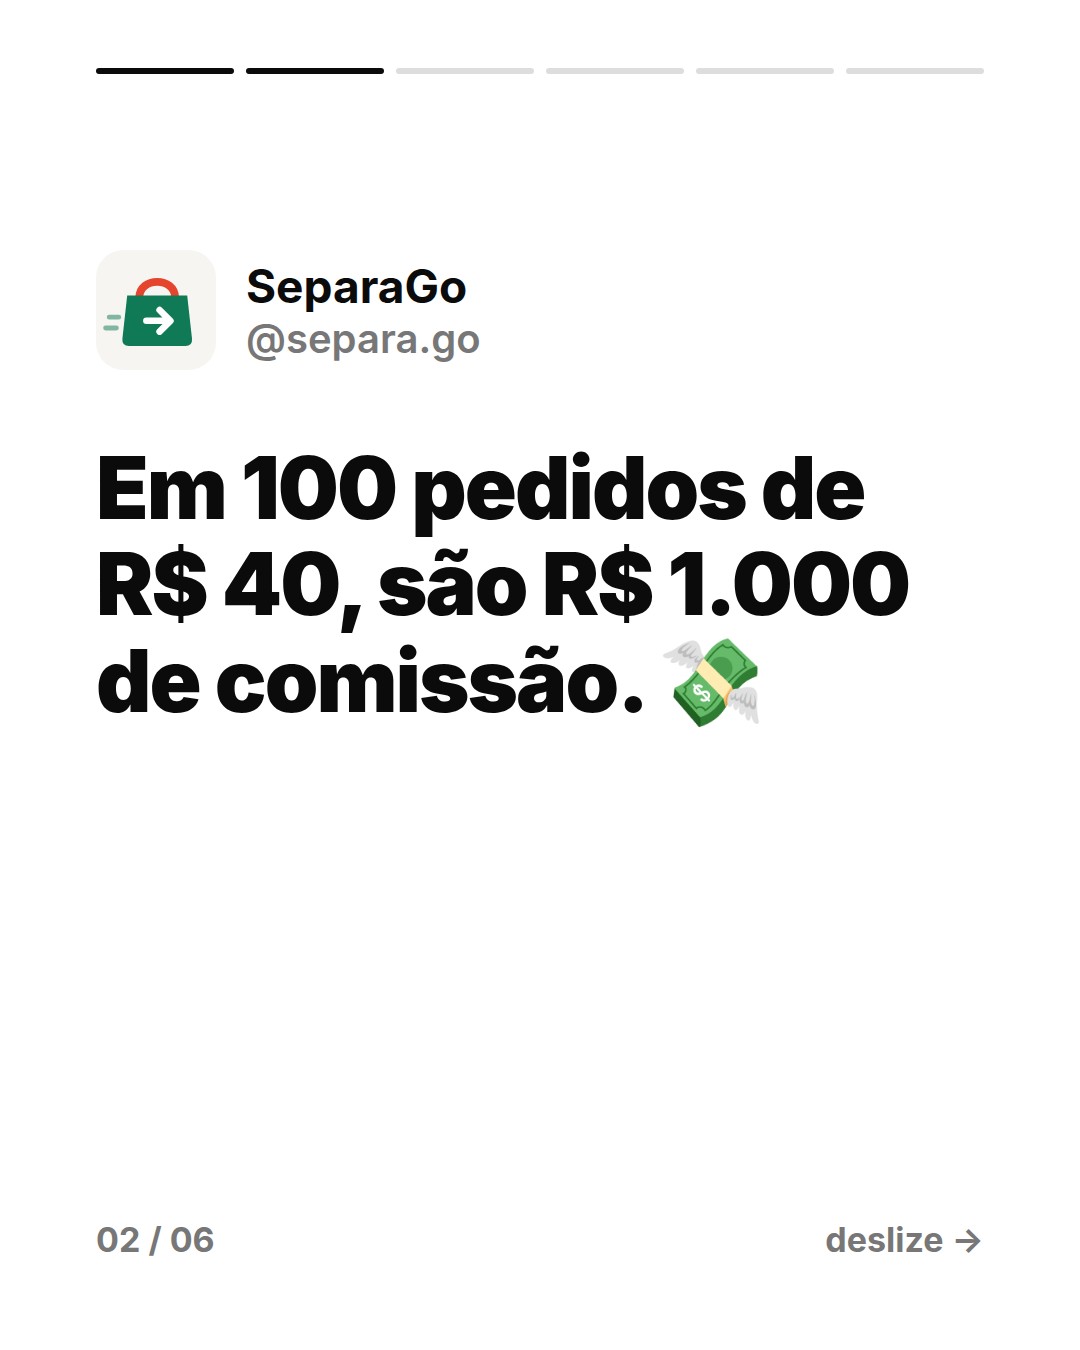 SeparaGo
@separa.go
Em 100 pedidos de
R$ 40, são R$ 1.000
de comissão. 💸
02 / 06
deslize →